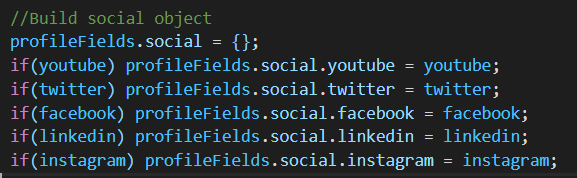 //Build social object
profileFields.social = {};
if(youtube) profileFields.social.youtube = youtube;
if(twitter) profileFields.social.twitter = twitter;
if(facebook) profileFields.social.facebook = facebook;
if(linkedin) profileFields.social.linkedin = linkedin;
if(instagram) profileFields.social.instagram = instagram;